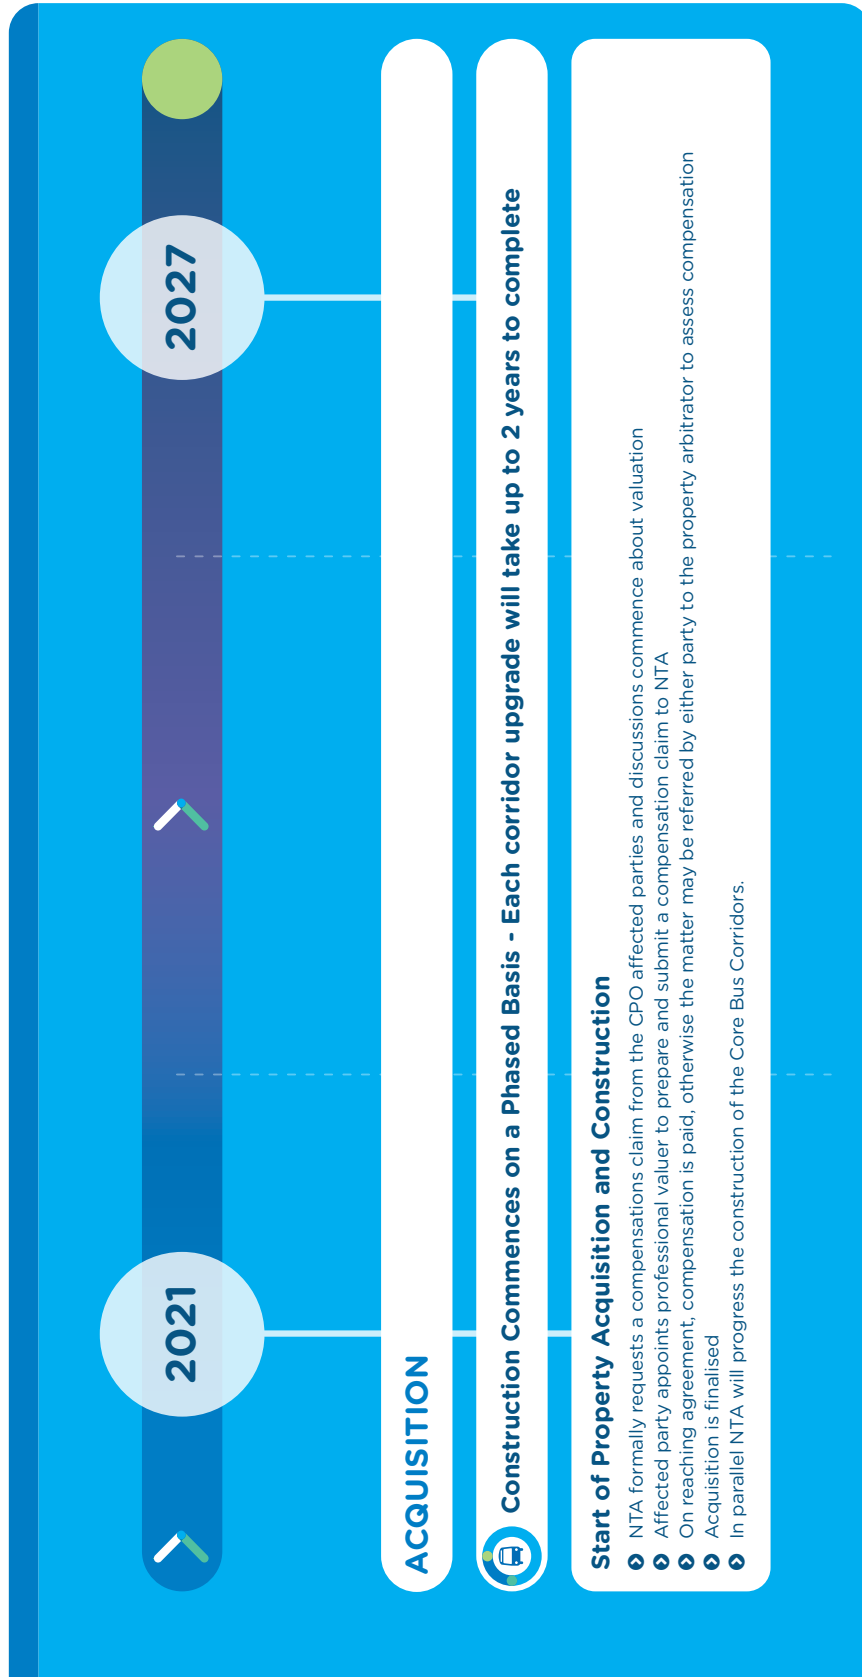 2021
2027
ACQUISITION
Construction Commences on a Phased Basis - Each corridor upgrade will take up to 2 years to complete
Start of Property Acquisition and Construction
NTA formally requests a compensations claim from the CPO affected parties and discussions commence about valuation
Affected party appoints professional valuer to prepare and submit a compensation claim to NTA
On reaching agreement, compensation is paid, otherwise the matter may be referred by either party to the property arbitrator to assess compensation
Acquisition is finalised
In parallel NTA will progress the construction of the Core Bus Corridors.